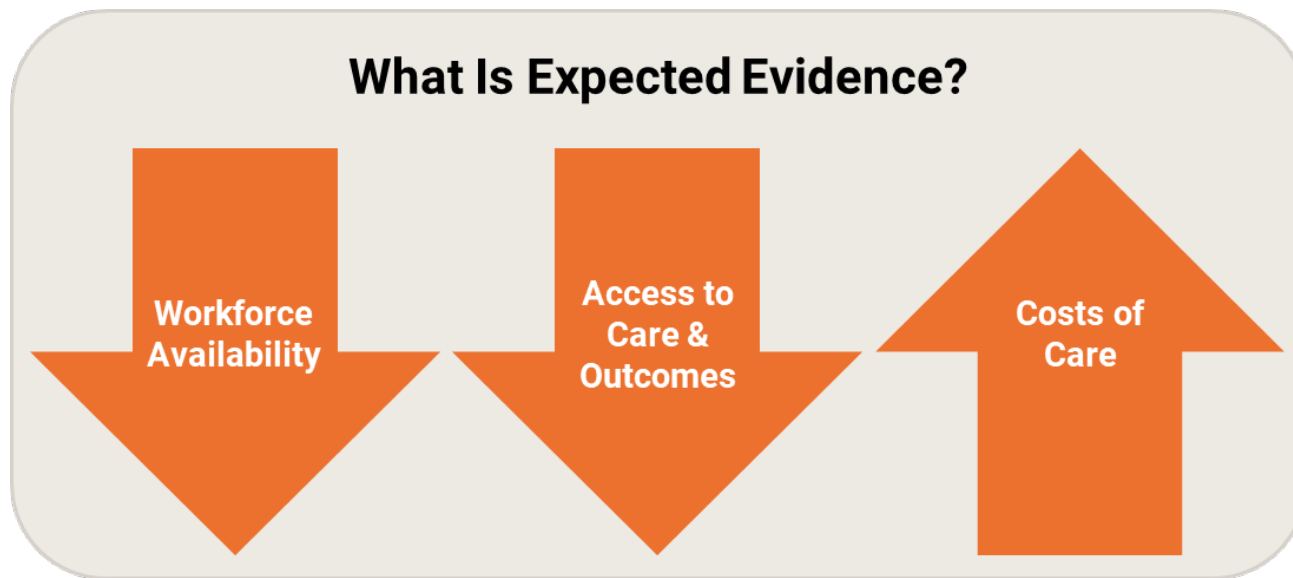 What Is Expected Evidence?
Workforce
Availability
Access to
Care &
Outcomes
Costs of
Care